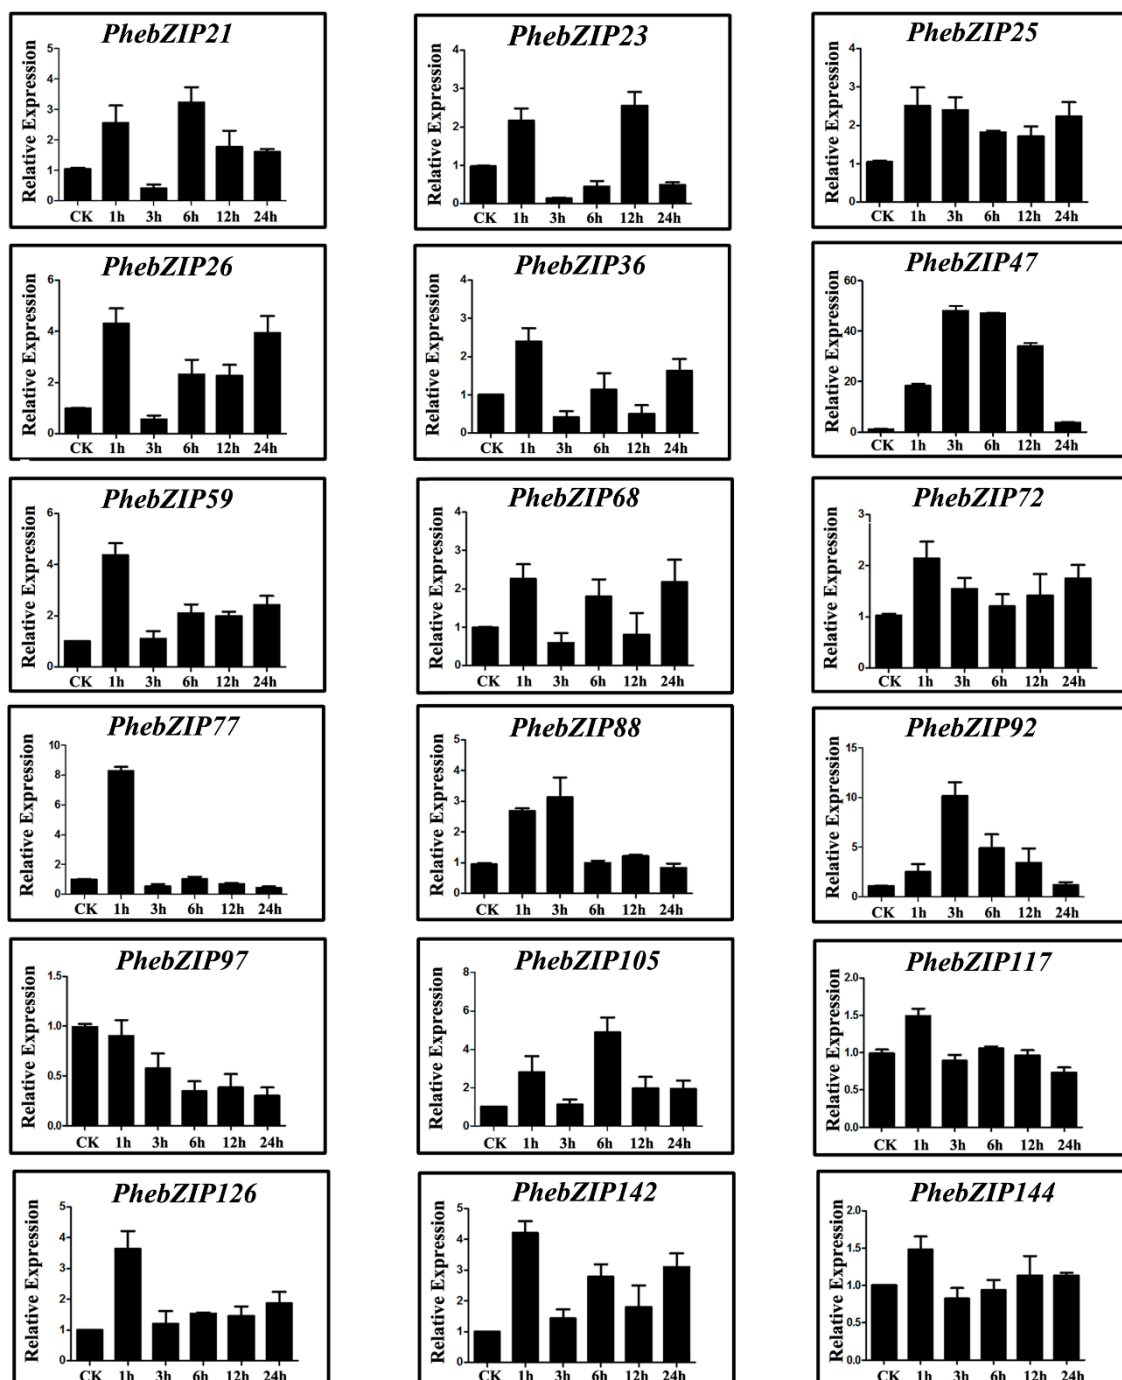 PhebZIP21
Relative Expression
5
4
3
2
1
0
CK 1h 3h 6h 12h 24h
PhebZIP23
Relative Expression
4
3
2
1
0
CK 1h 3h 6h 12h 24h
PhebZIP25
Relative Expression
4
3
2
1
0
CK 1h 3h 6h 12h 24h
PhebZIP26
Relative Expression
6
4
2
0
CK 1h 3h 6h 12h 24h
PhebZIP36
Relative Expression
4
3
2
1
0
CK 1h 3h 6h 12h 24h
PhebZIP47
Relative Expression
60
40
20
0
CK 1h 3h 6h 12h 24h
PhebZIP59
Relative Expression
6
4
2
0
CK 1h 3h 6h 12h 24h
PhebZIP68
Relative Expression
4
3
2
1
0
CK 1h 3h 6h 12h 24h
PhebZIP72
Relative Expression
3
2
1
0
CK 1h 3h 6h 12h 24h
PhebZIP77
Relative Expression
10
8
6
4
2
0
CK 1h 3h 6h 12h 24h
PhebZIP88
Relative Expression
5
4
3
2
1
0
CK 1h 3h 6h 12h 24h
PhebZIP92
Relative Expression
15
10
5
0
CK 1h 3h 6h 12h 24h
PhebZIP97
Relative Expression
1.5
1.0
0.5
0.0
CK 1h 3h 6h 12h 24h
PhebZIP105
Relative Expression
8
6
4
2
0
CK 1h 3h 6h 12h 24h
PhebZIP117
Relative Expression
2.0
1.5
1.0
0.5
0.0
CK 1h 3h 6h 12h 24h
PhebZIP126
Relative Expression
5
4
3
2
1
0
CK 1h 3h 6h 12h 24h
PhebZIP142
Relative Expression
5
4
3
2
1
0
CK 1h 3h 6h 12h 24h
PhebZIP144
Relative Expression
2.0
1.5
1.0
0.5
0.0
CK 1h 3h 6h 12h 24h